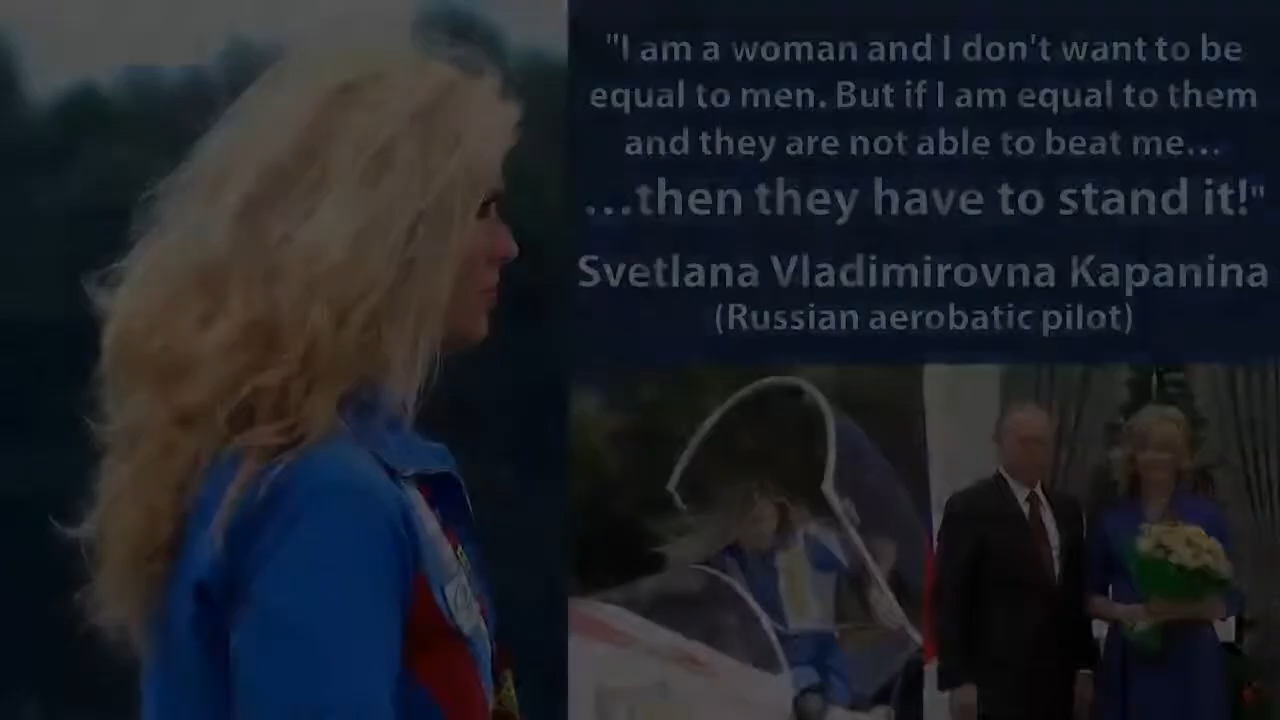 "I am a woman and I don't want to be
equal to men. But if I am equal to them
and they are not able to beat me...
...then they have to stand it!"
Svetlana Vladimirovna Kapanina
(Russian aerobatic pilot)